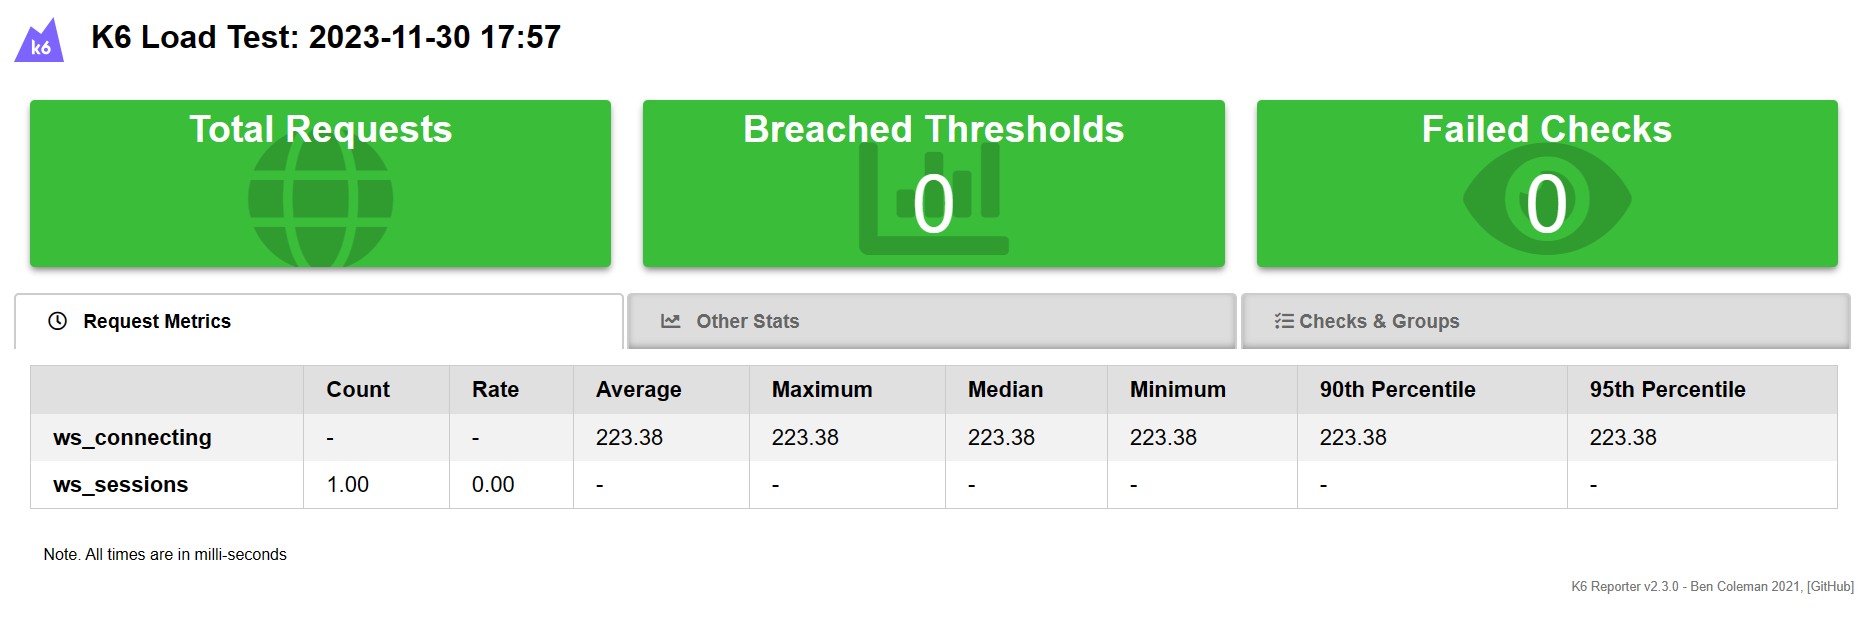 k6 K6 Load Test: 2023-11-30 17:57
Total Requests Breached Thresholds Failed Checks
0 0
Request Metrics Other Stats Checks & Groups
Count Rate Average Maximum Median Minimum 90th Percentile 95th Percentile
ws_connecting - - 223.38 223.38 223.38 223.38 223.38 223.38
ws_sessions 1.00 0.00 - - - - - -
Note. All times are in milli-seconds
K6 Reporter v2.3.0 - Ben Coleman 2021, [GitHub]